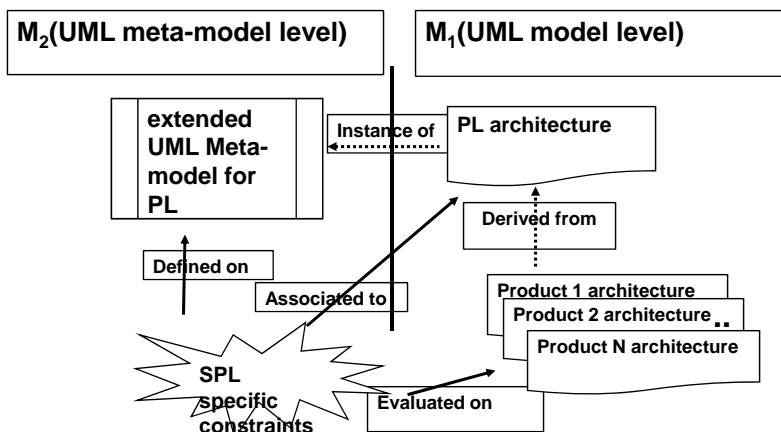 M₂(UML meta-model level)
M₁(UML model level)
extended
UML Meta-
model for
PL
Instance of
PL architecture
Derived from
Defined on
Associated to
Product 1 architecture
Product 2 architecture
..
Product N architecture
SPL
specific
constraints
Evaluated on